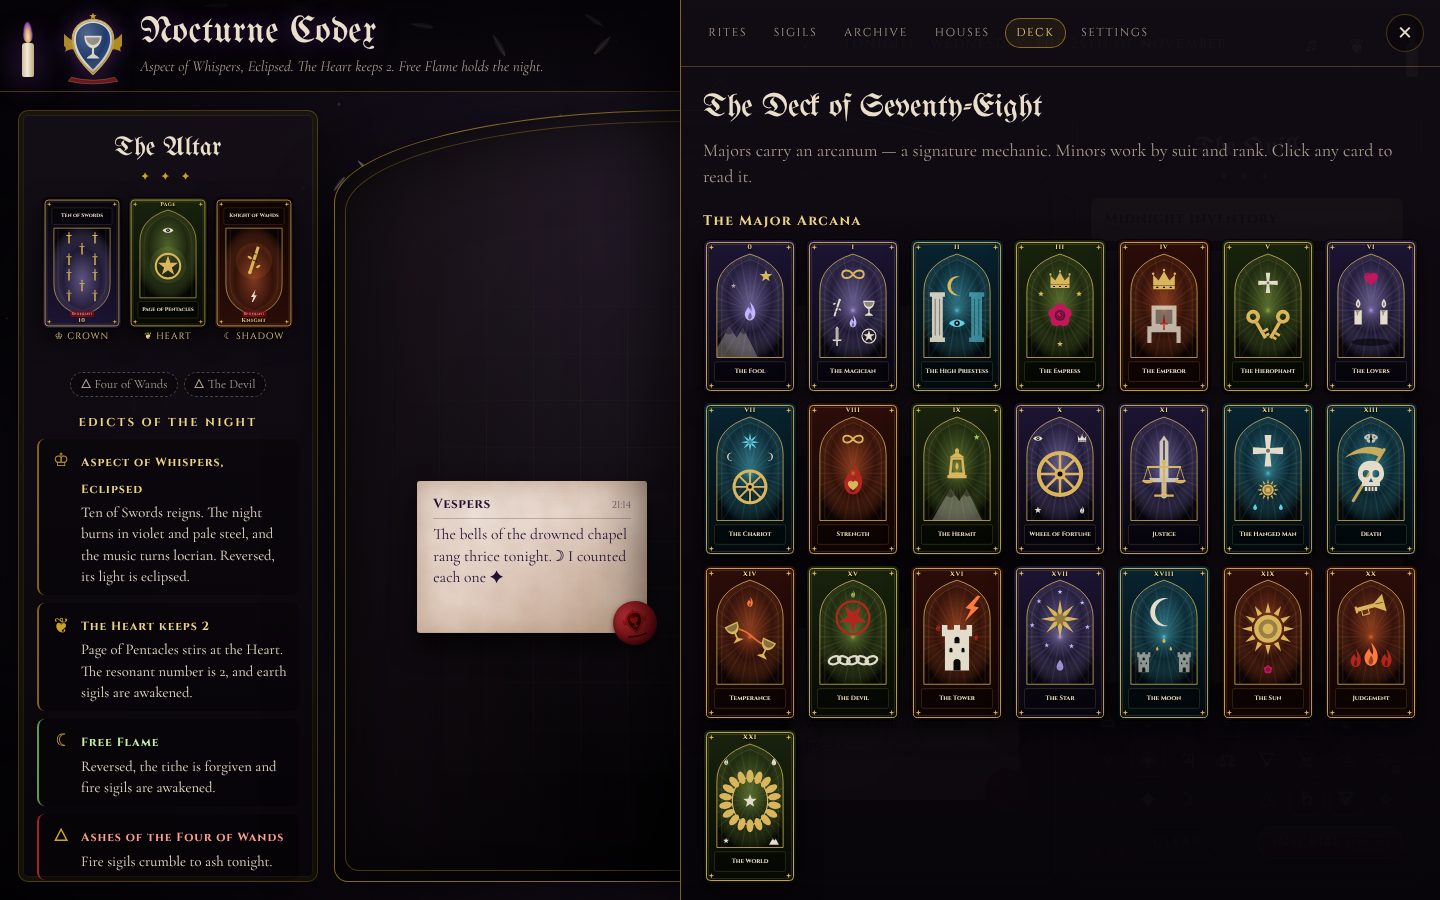 Nocturne Codex
Aspect of Whispers, Eclipsed. The Heart keeps 2. Free Flame holds the night.
RITES SIGILS ARCHIVE HOUSES DECK SETTINGS
The Altar
Ten of Swords
10
Page
Page of Pentacles
Knight of Wands
Knight
CROWN
HEART
SHADOW
Four of Wands
The Devil
EDICTS OF THE NIGHT
Aspect of Whispers,
Eclipsed
Ten of Swords reigns. The night
burns in violet and pale steel, and
the music turns locrian. Reversed,
its light is eclipsed.
The Heart keeps 2
Page of Pentacles stirs at the Heart.
The resonant number is 2, and earth
sigils are awakened.
Free Flame
Reversed, the tithe is forgiven and
fire sigils are awakened.
Ashes of the Four of Wands
Fire sigils crumble to ash tonight.
Vespers 21:14
The bells of the drowned chapel
rang thrice tonight. ☽ I counted
each one ✦
The Deck of Seventy-Eight
Majors carry an arcanum — a signature mechanic. Minors work by suit and rank. Click any card to
read it.
The Major Arcana
0
The Fool
I
The Magician
II
The High Priestess
III
The Empress
IV
The Emperor
V
The Hierophant
VI
The Lovers
VII
The Chariot
VIII
Strength
IX
The Hermit
X
Wheel of Fortune
XI
Justice
XII
The Hanged Man
XIII
Death
XIV
Temperance
XV
The Devil
XVI
The Tower
XVII
The Star
XVIII
The Moon
XIX
The Sun
XX
Judgement
XXI
The World